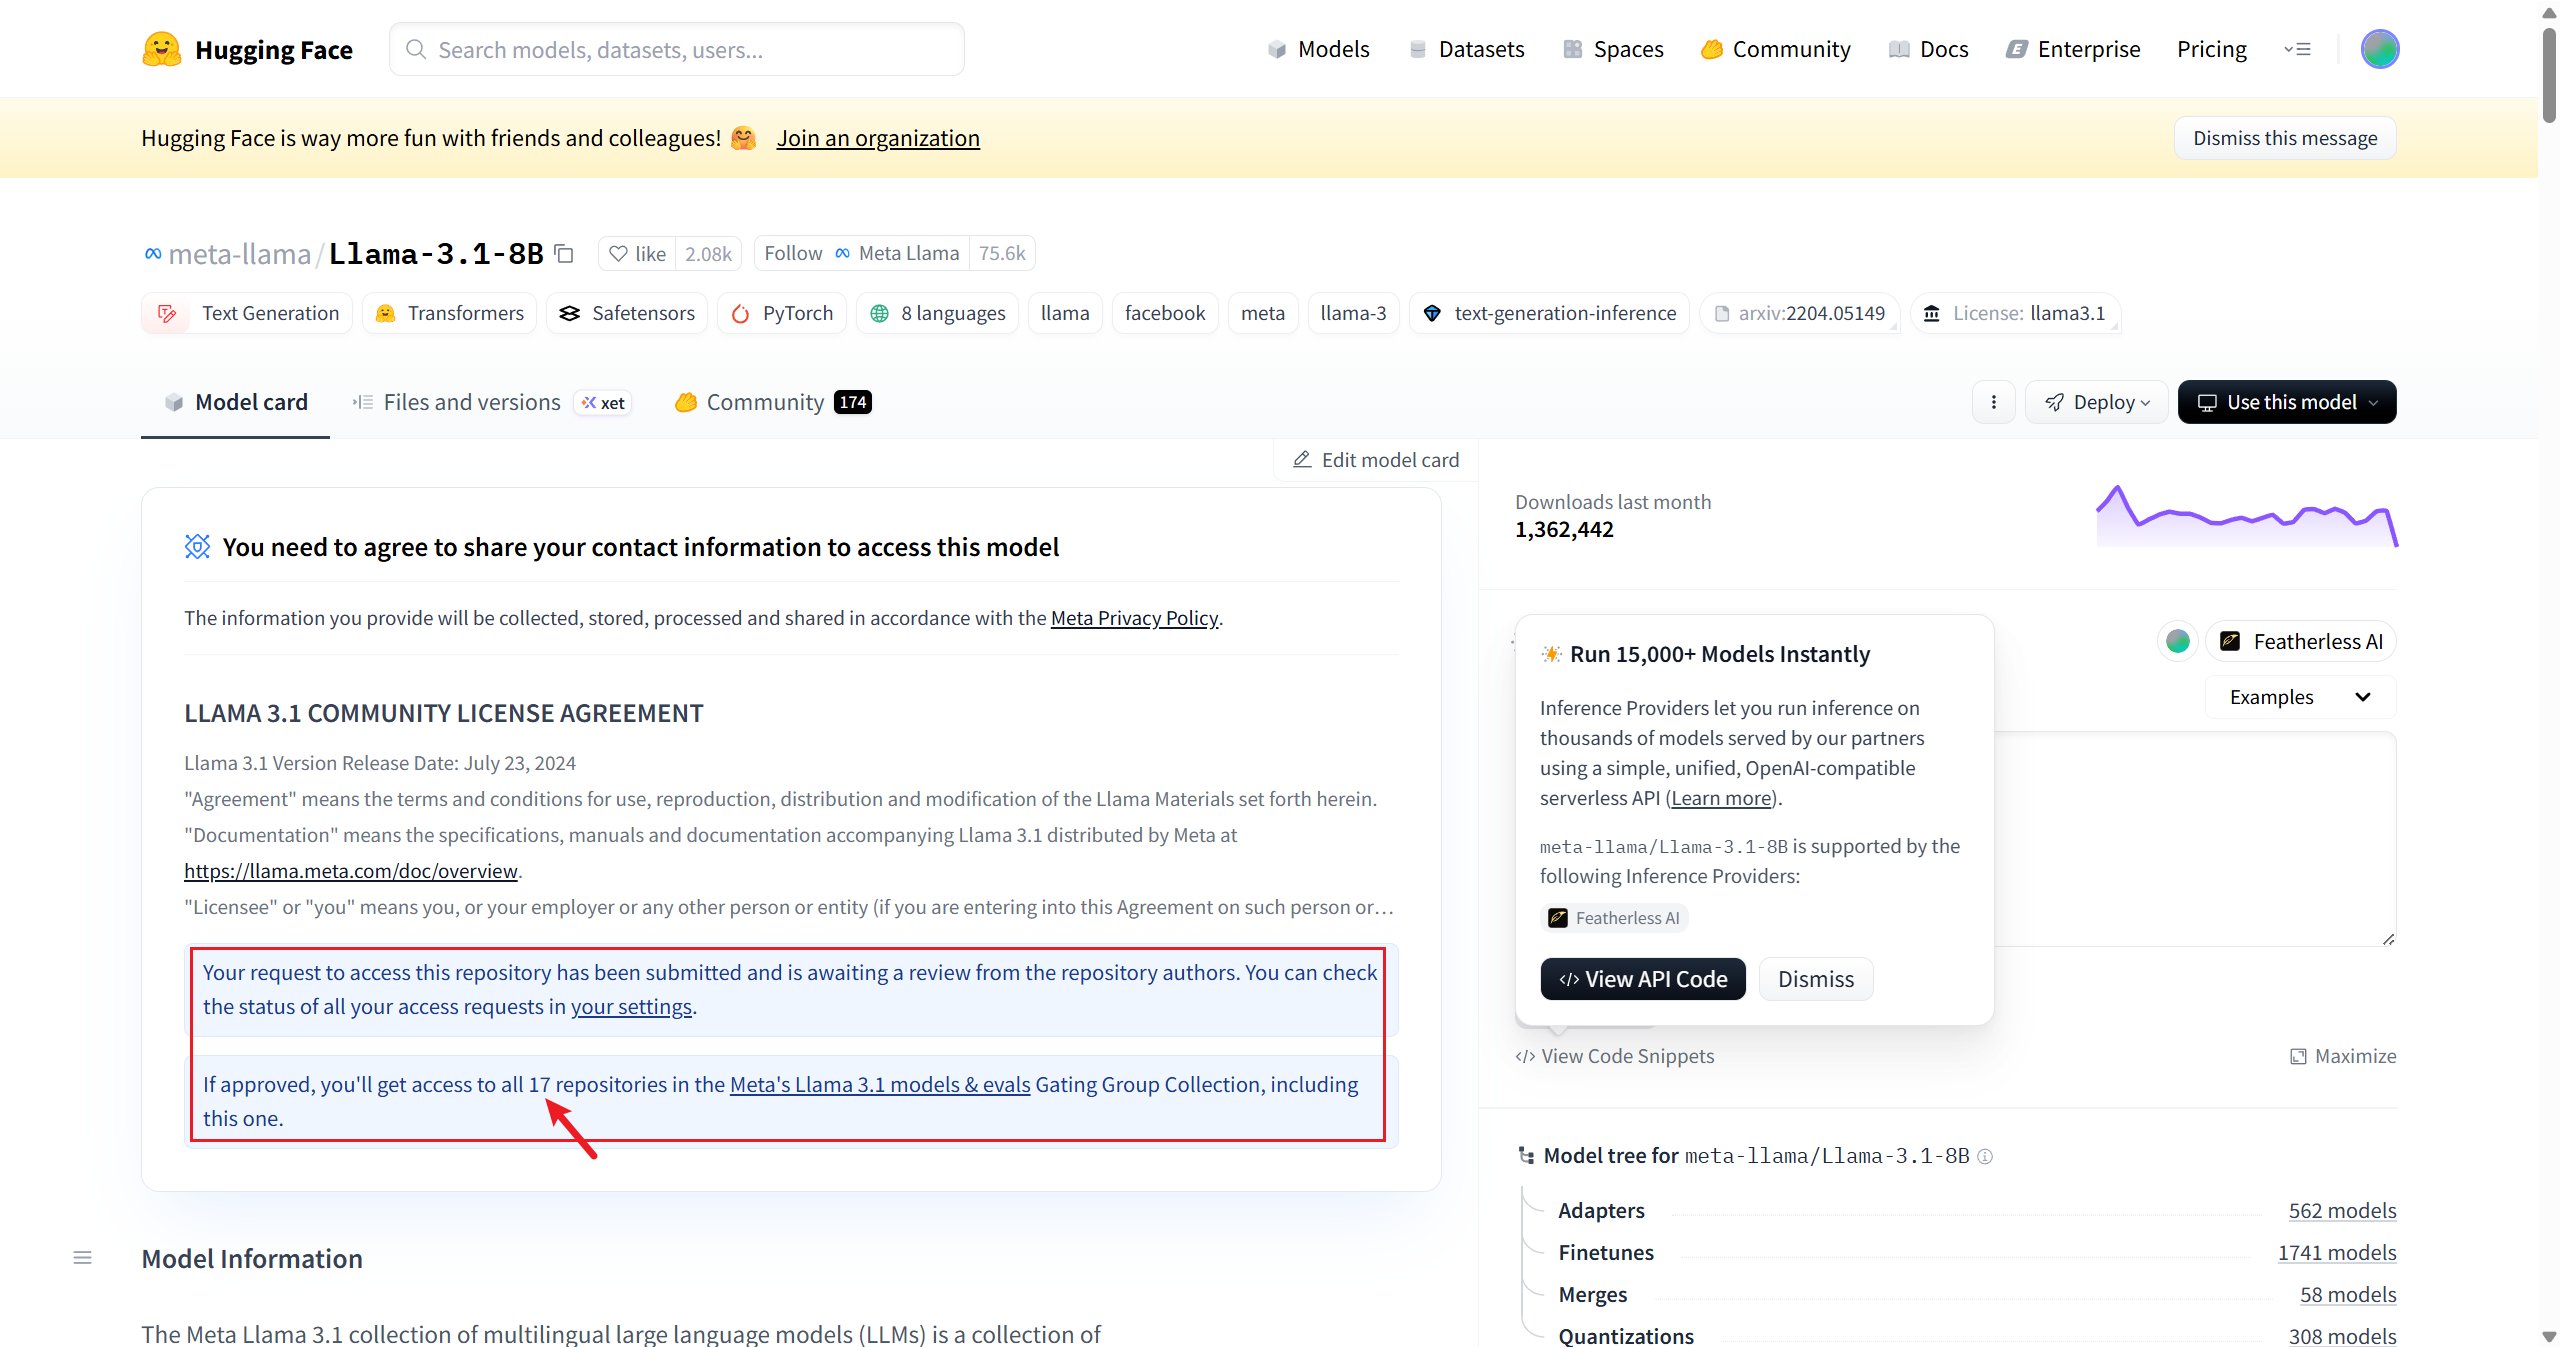 Hugging Face
Search models, datasets, users...
Models
Datasets
Spaces
Community
Docs
Enterprise
Pricing
Hugging Face is way more fun with friends and colleagues! 🤗 Join an organization
Dismiss this message
meta-llama/Llama-3.1-8B
like 2.08k
Follow Meta Llama 75.6k
Text Generation
Transformers
Safetensors
PyTorch
8 languages
llama
facebook
meta
llama-3
text-generation-inference
arxiv:2204.05149
License: llama3.1
Model card
Files and versions xet
Community 174
Deploy
Use this model
Edit model card
You need to agree to share your contact information to access this model
The information you provide will be collected, stored, processed and shared in accordance with the Meta Privacy Policy.
LLAMA 3.1 COMMUNITY LICENSE AGREEMENT
Llama 3.1 Version Release Date: July 23, 2024
"Agreement" means the terms and conditions for use, reproduction, distribution and modification of the Llama Materials set forth herein.
"Documentation" means the specifications, manuals and documentation accompanying Llama 3.1 distributed by Meta at
https://llama.meta.com/doc/overview.
"Licensee" or "you" means you, or your employer or any other person or entity (if you are entering into this Agreement on such person or…
Your request to access this repository has been submitted and is awaiting a review from the repository authors. You can check
the status of all your access requests in your settings.
If approved, you'll get access to all 17 repositories in the Meta's Llama 3.1 models & evals Gating Group Collection, including
this one.
Model Information
The Meta Llama 3.1 collection of multilingual large language models (LLMs) is a collection of
Downloads last month
1,362,442
Featherless AI
Examples
Run 15,000+ Models Instantly
Inference Providers let you run inference on
thousands of models served by our partners
using a simple, unified, OpenAI-compatible
serverless API (Learn more).
meta-llama/Llama-3.1-8B is supported by the
following Inference Providers:
Featherless AI
</> View API Code
Dismiss
</> View Code Snippets
Maximize
Model tree for meta-llama/Llama-3.1-8B
Adapters 562 models
Finetunes 1741 models
Merges 58 models
Quantizations 308 models